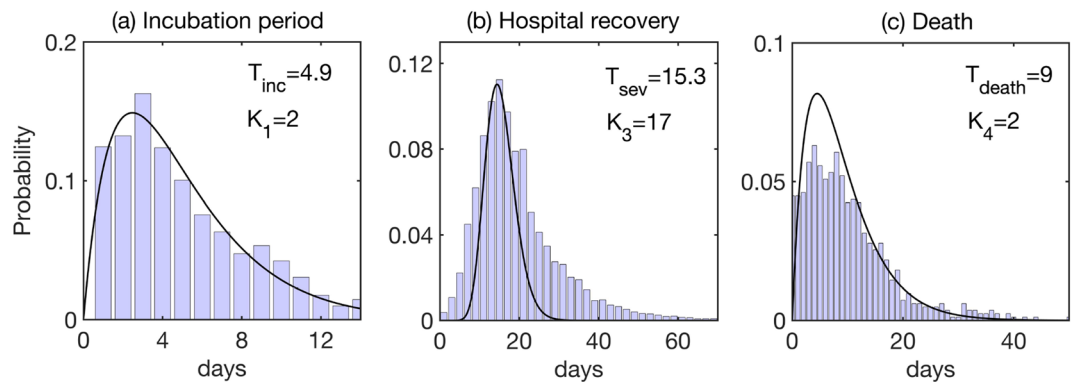 (a) Incubation period
(b) Hospital recovery
(c) Death
Probability
0.2
0.1
0
T_inc=4.9
K_1=2
0 4 8 12
days
0.12
0.08
0.04
0
T_sev=15.3
K_3=17
0 20 40 60
days
0.1
0.05
0
T_death=9
K_4=2
0 20 40
days